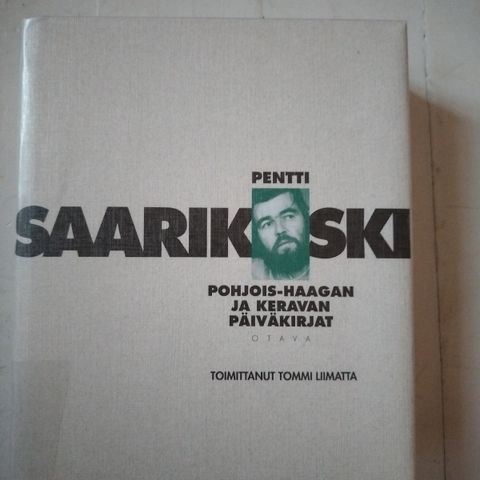 PENTTI
SAARIKOSKI
POHJOIS-HAAGAN
JA KERAVAN
PÄIVÄKIRJAT
OTAVA
TOIMITTANUT TOMMI LIIMATTA